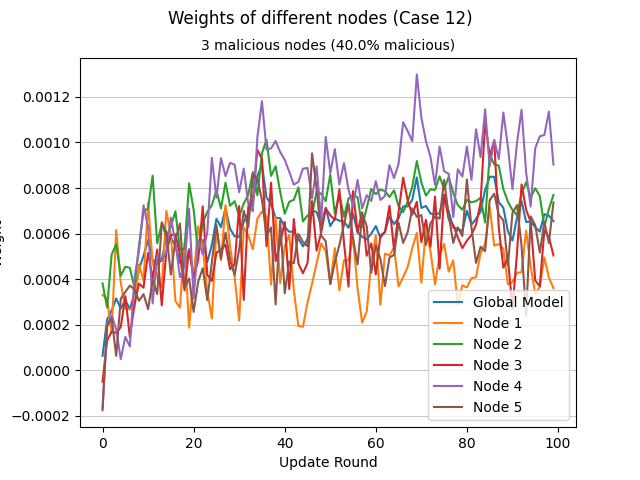 Weights of different nodes (Case 12)
3 malicious nodes (40.0% malicious)
0.0012
0.0010
0.0008
0.0006
0.0004
0.0002
0.0000
−0.0002
0 20 40 60 80 100
Update Round
Global Model
Node 1
Node 2
Node 3
Node 4
Node 5